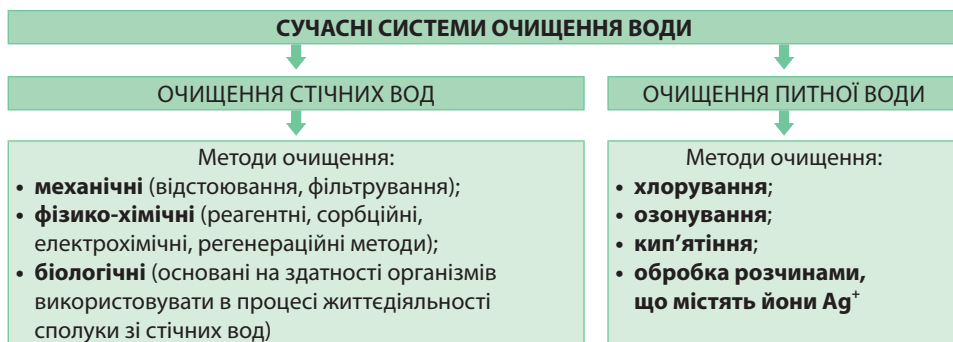 СУЧАСНІ СИСТЕМИ ОЧИЩЕННЯ ВОДИ
ОЧИЩЕННЯ СТІЧНИХ ВОД
Методи очищення:
• механічні (відстоювання, фільтрування);
• фізико-хімічні (реагентні, сорбційні,
електрохімічні, регенераційні методи);
• біологічні (основані на здатності організмів
використовувати в процесі життєдіяльності
сполуки зі стічних вод)
ОЧИЩЕННЯ ПИТНОЇ ВОДИ
Методи очищення:
• хлорування;
• озонування;
• кип’ятіння;
• обробка розчинами,
що містять йони Ag⁺